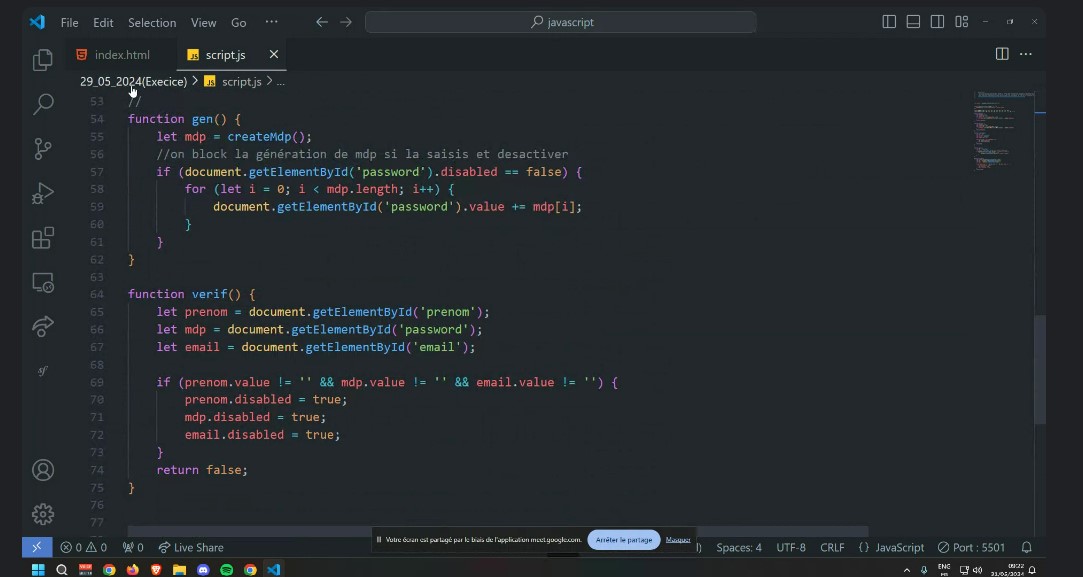 File Edit Selection View Go ··· javascript
index.html script.js
29_05_2024(Execice) > script.js > ...
53 //
54 function gen() {
55 let mdp = createMdp();
56 //on block la génération de mdp si la saisis et desactiver
57 if (document.getElementById('password').disabled == false) {
58 for (let i = 0; i < mdp.length; i++) {
59 document.getElementById('password').value += mdp[i];
60 }
61 }
62 }
63
64 function verif() {
65 let prenom = document.getElementById('prenom');
66 let mdp = document.getElementById('password');
67 let email = document.getElementById('email');
68
69 if (prenom.value != '' && mdp.value != '' && email.value != '') {
70 prenom.disabled = true;
71 mdp.disabled = true;
72 email.disabled = true;
73 }
74 return false;
75 }
76
77
Votre écran est partagé par le biais de l'application meet.google.com. Arrêter le partage Masquer
0 0 0 Live Share Spaces: 4 UTF-8 CRLF {} JavaScript Port : 5501
ENG 09:22
31/05/2024